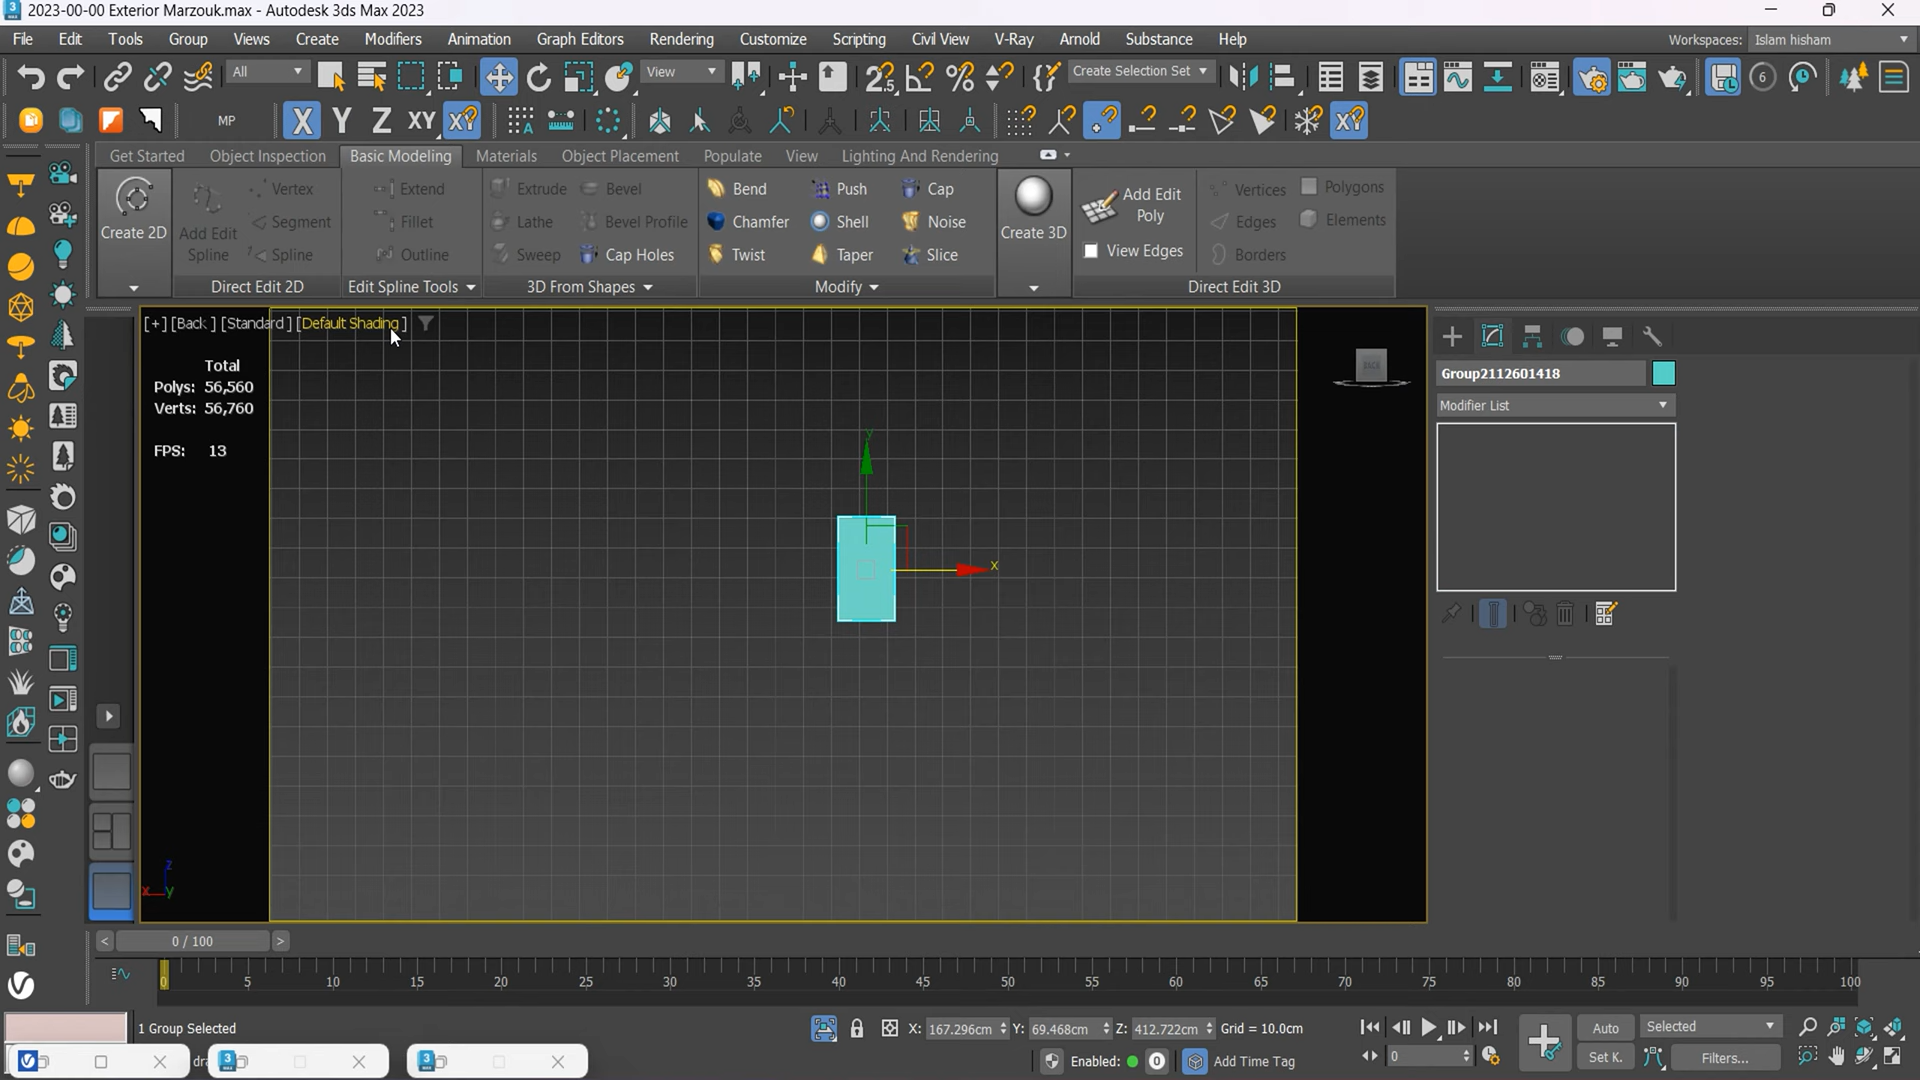 2023-00-00 Exterior Marzouk.max - Autodesk 3ds Max 2023
File Edit Tools Group Views Create Modifiers Animation Graph Editors Rendering Customize Scripting Civil View V-Ray Arnold Substance Help Workspaces: Islam hisham
All View Create Selection Set 6
MP X Y Z XY XY
Get Started Object Inspection Basic Modeling Materials Object Placement Populate View Lighting And Rendering
Create 2D Add Edit Spline Vertex Segment Spline Extend Fillet Outline Extrude Lathe Sweep Bevel Bevel Profile Cap Holes Bend Chamfer Twist Push Shell Taper Cap Noise Slice Create 3D Add Edit Poly View Edges Vertices Edges Borders Polygons Elements
Direct Edit 2D Edit Spline Tools 3D From Shapes Modify Direct Edit 3D
[+] [Back ] [Standard ] [Default Shading ]
Total
Polys: 56,560
Verts: 56,760
FPS: 13
y
x
z
x y
Group2112601418
Modifier List
< 0 / 100 >
0 5 10 15 20 25 30 35 40 45 50 55 60 65 70 75 80 85 90 95 100
1 Group Selected X: 167.296cm Y: 69.468cm Z: 412.722cm Grid = 10.0cm Auto Selected
Enabled: 0 Add Time Tag 0 Set K. Filters...